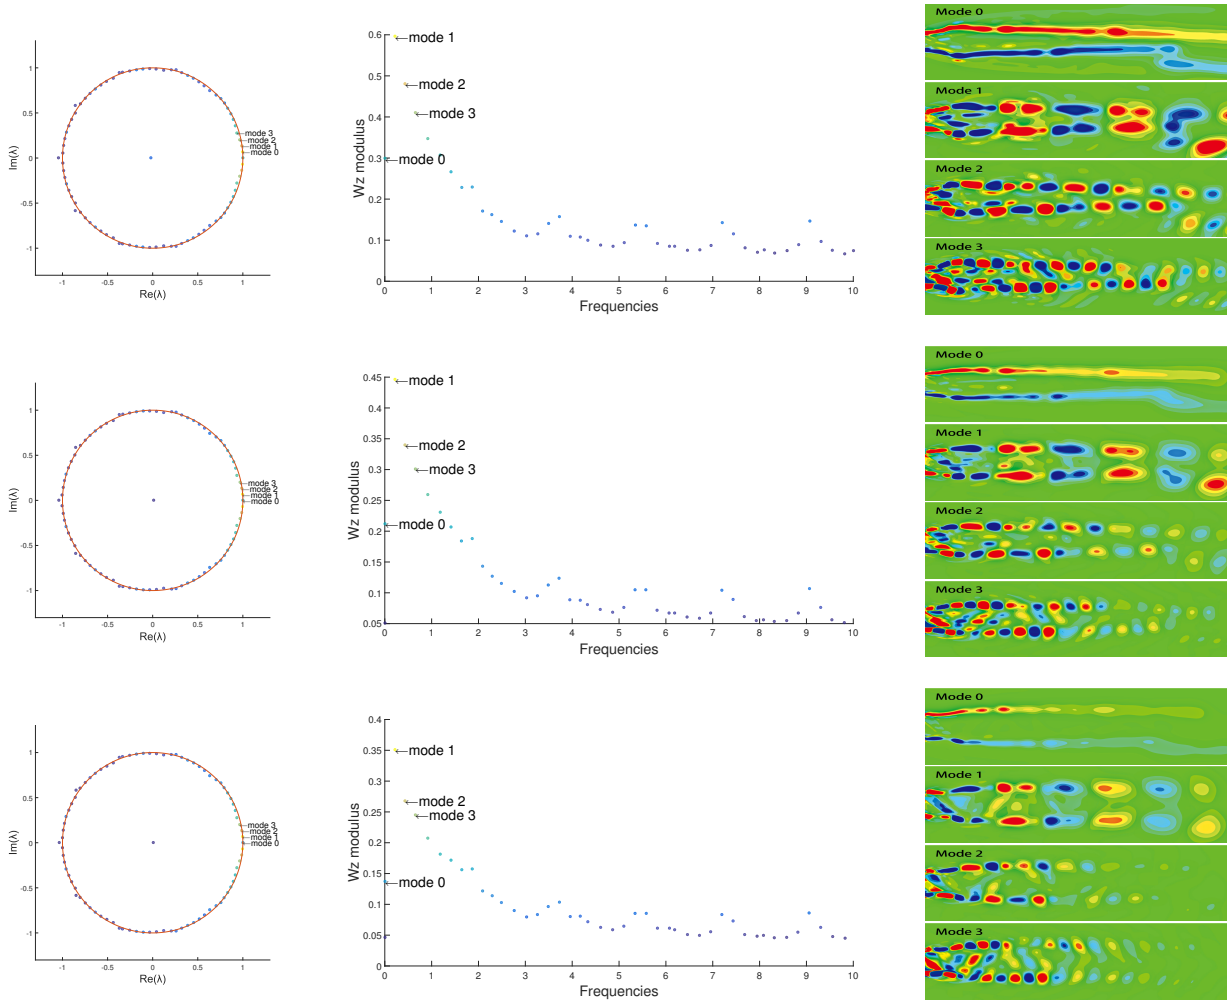 1
0.5
0
-0.5
-1
-1
-0.5
0
0.5
1
Im(λ)
Re(λ)
mode 3
mode 2
mode 1
mode 0
0.6
0.5
0.4
0.3
0.2
0.1
0
0
1
2
3
4
5
6
7
8
9
10
Wz modulus
Frequencies
←mode 1
←mode 2
←mode 3
←mode 0
Mode 0
Mode 1
Mode 2
Mode 3
1
0.5
0
-0.5
-1
-1
-0.5
0
0.5
1
Im(λ)
Re(λ)
mode 3
mode 2
mode 1
mode 0
0.45
0.4
0.35
0.3
0.25
0.2
0.15
0.1
0.05
0
1
2
3
4
5
6
7
8
9
10
Wz modulus
Frequencies
←mode 1
←mode 2
←mode 3
←mode 0
Mode 0
Mode 1
Mode 2
Mode 3
1
0.5
0
-0.5
-1
-1
-0.5
0
0.5
1
Im(λ)
Re(λ)
mode 3
mode 2
mode 1
mode 0
0.4
0.35
0.3
0.25
0.2
0.15
0.1
0.05
0
0
1
2
3
4
5
6
7
8
9
10
Wz modulus
Frequencies
←mode 1
←mode 2
←mode 3
←mode 0
Mode 0
Mode 1
Mode 2
Mode 3